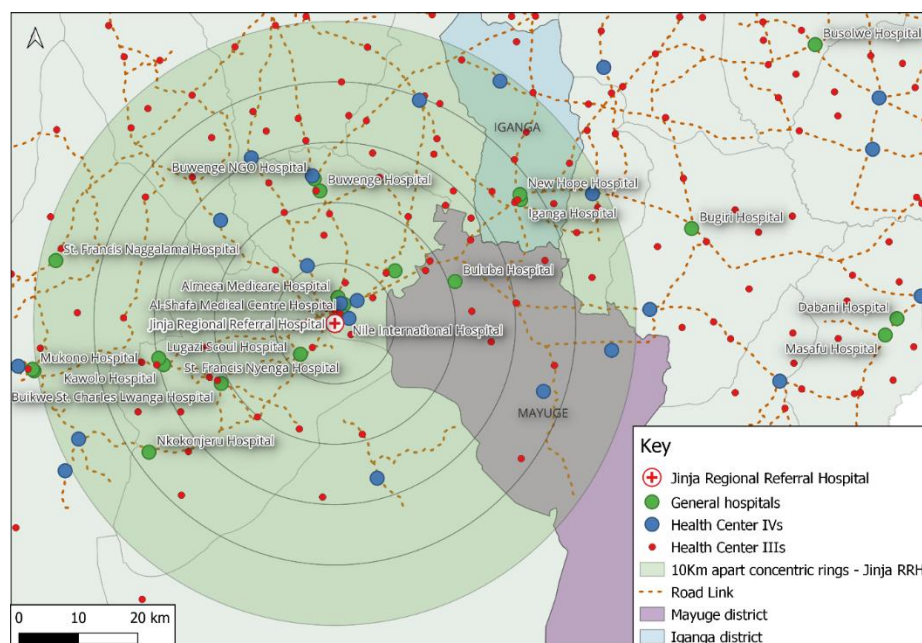 Busolwe Hospital
IGANGA
Buwenge NGO Hospital
Buwenge Hospital
New Hope Hospital
Iganga Hospital
Bugiri Hospital
St. Francis Naggalama Hospital
Buluba Hospital
Almeca Medicare Hospital
Al-Shafa Medical Centre Hospital
Dabani Hospital
Jinja Regional Referral Hospital
Nile International Hospital
Masafu Hospital
Lugazi Scoul Hospital
Mukono Hospital
St. Francis Nyenga Hospital
Kawolo Hospital
Buikwe St. Charles Lwanga Hospital
MAYUGE
Nkokonjeru Hospital
Key
Jinja Regional Referral Hospital
General hospitals
Health Center IVs
Health Center IIIs
10Km apart concentric rings - Jinja RRH
Road Link
Mayuge district
Iganga district
0 10 20 km